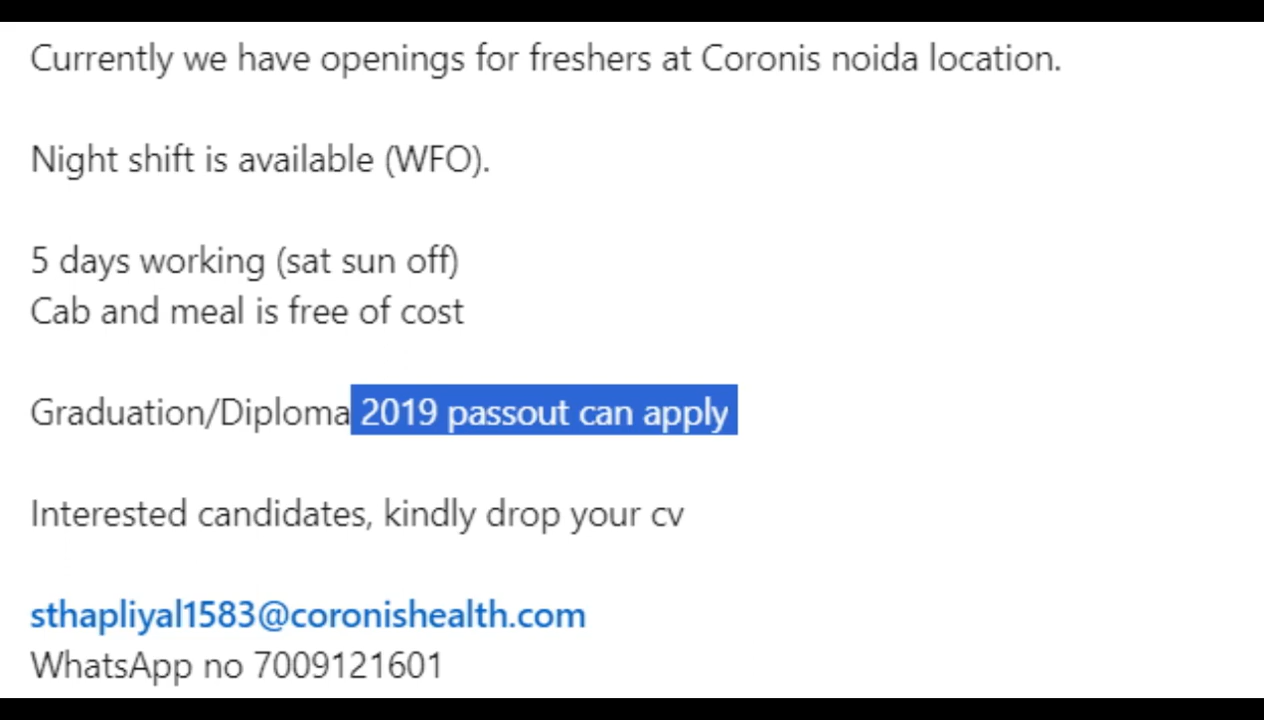 Currently we have openings for freshers at Coronis noida location.
Night shift is available (WFO).
5 days working (sat sun off)
Cab and meal is free of cost
Graduation/Diploma 2019 passout can apply
Interested candidates, kindly drop your cv
sthapliyal1583@coronishealth.com
WhatsApp no 7009121601